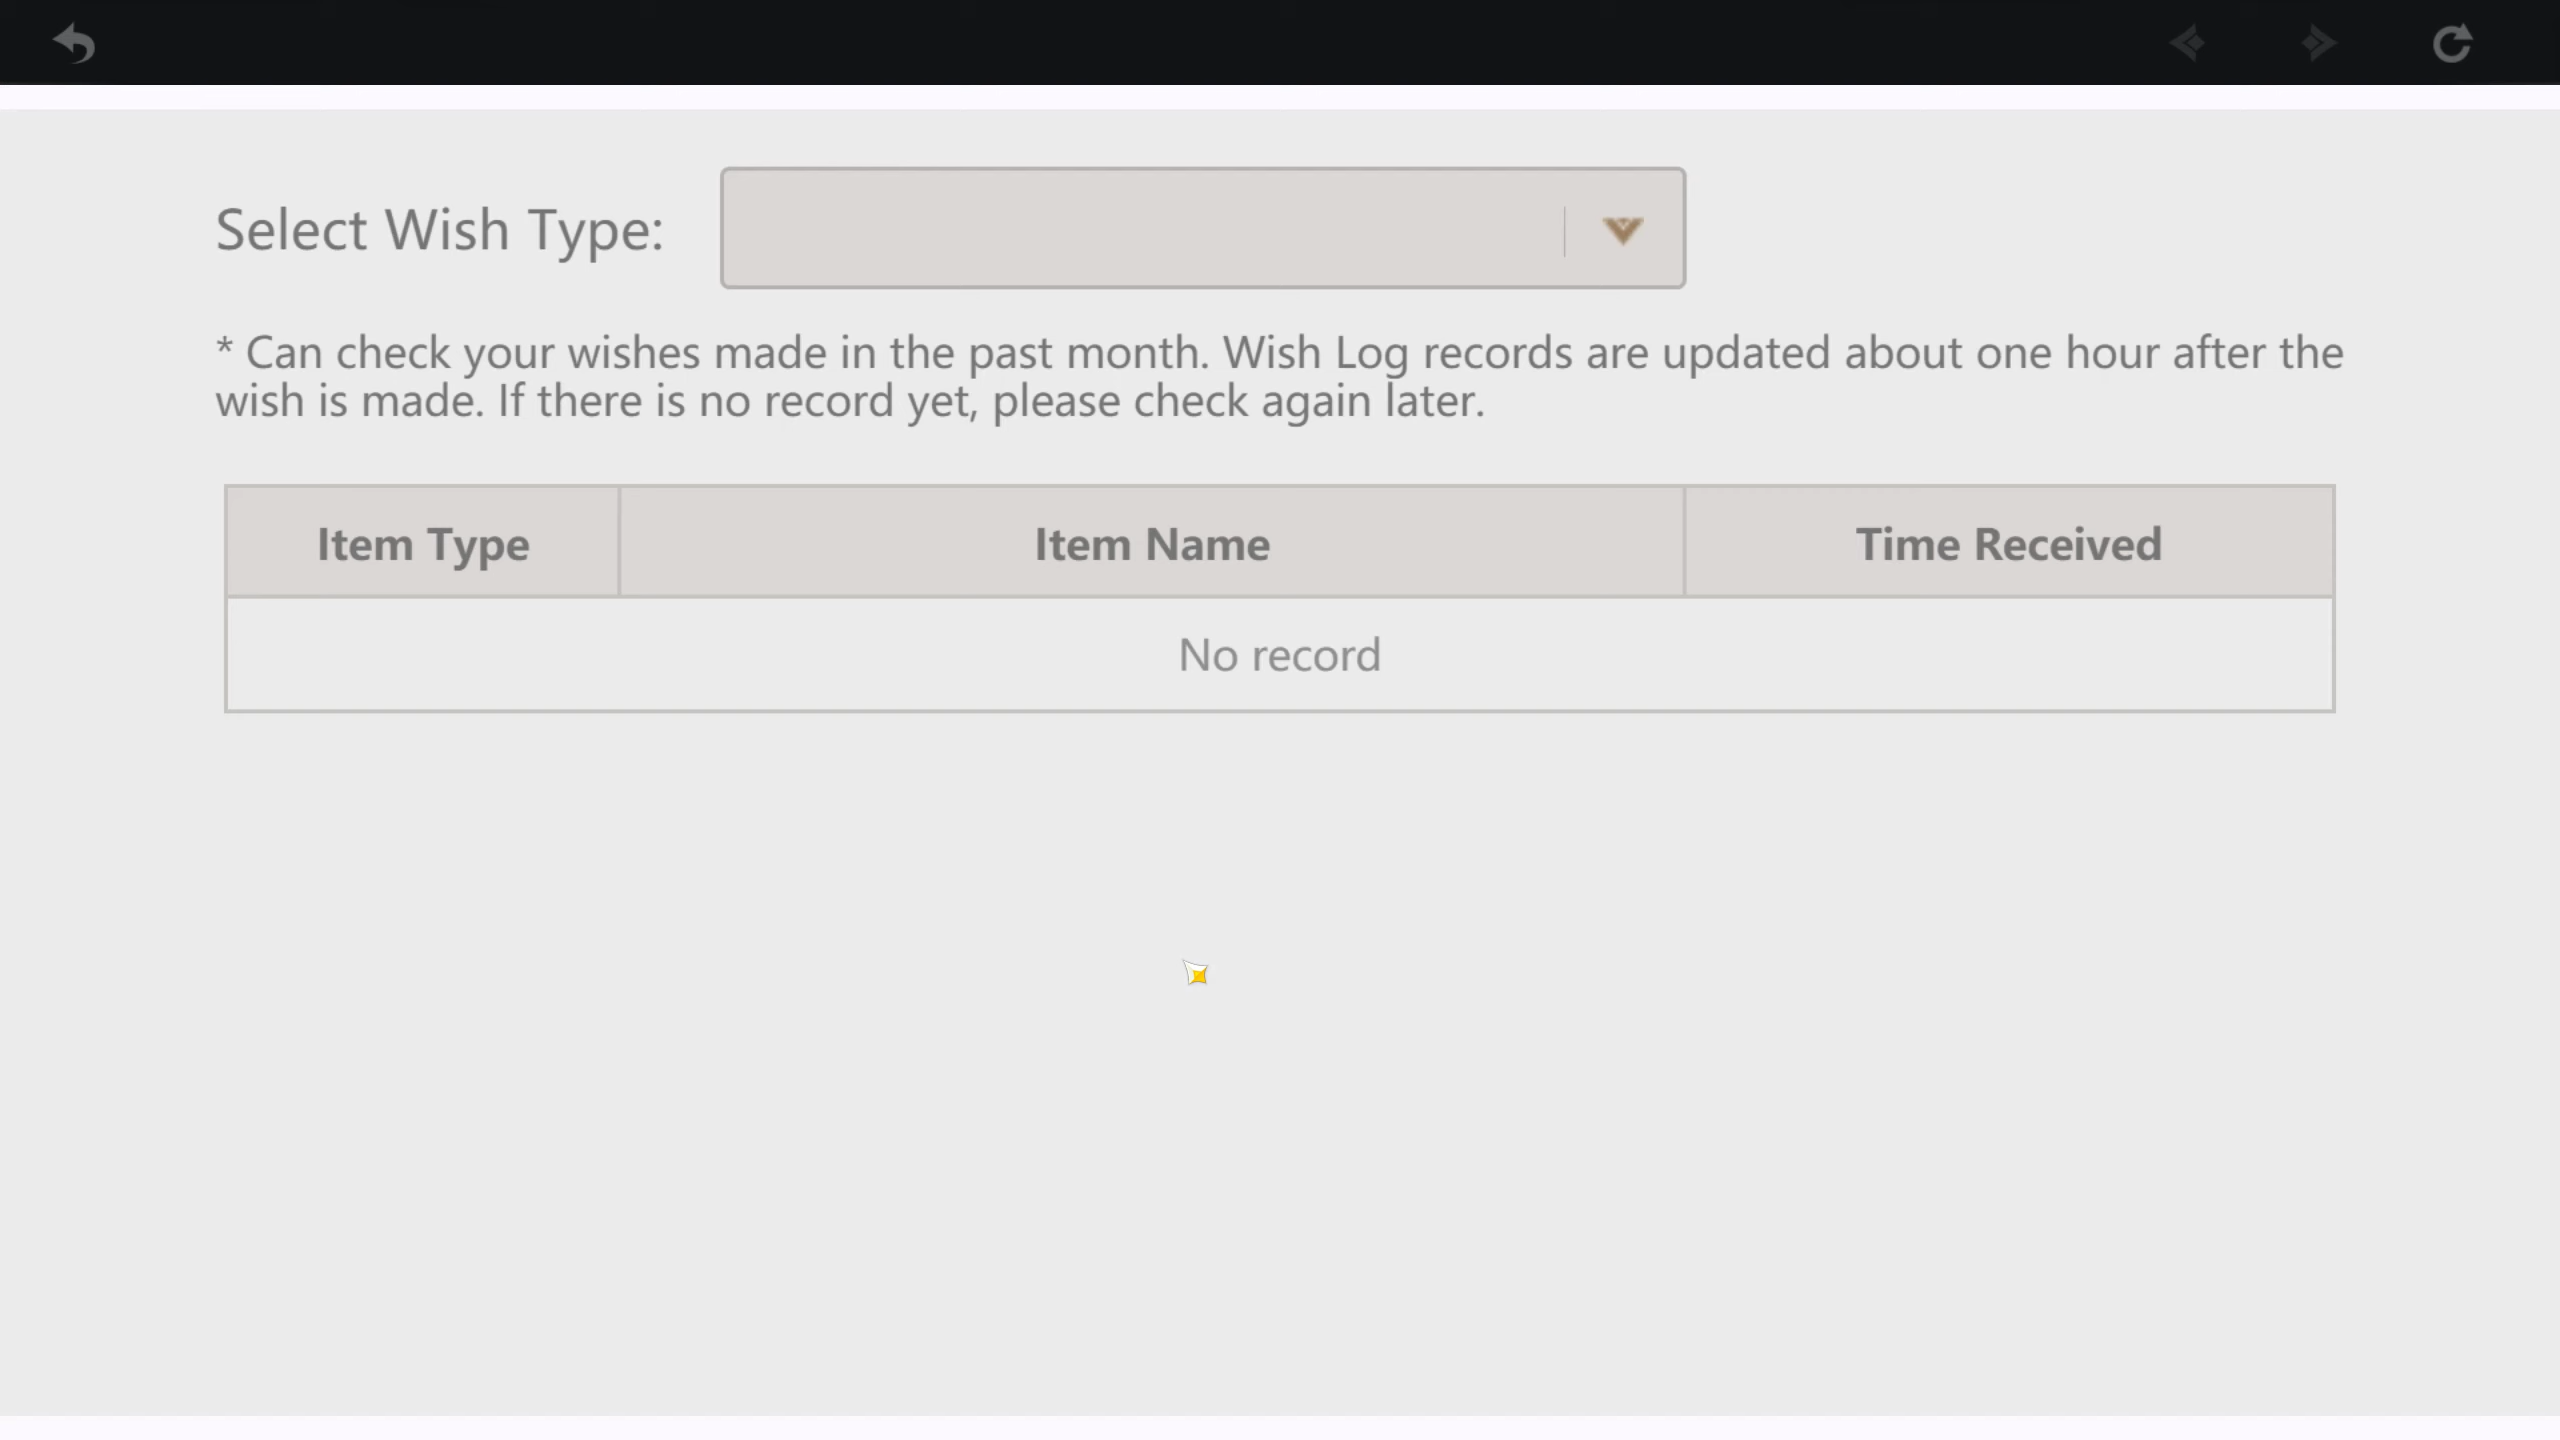 Select Wish Type:
* Can check your wishes made in the past month. Wish Log records are updated about one hour after the
wish is made. If there is no record yet, please check again later.
Item Type Item Name Time Received
No record